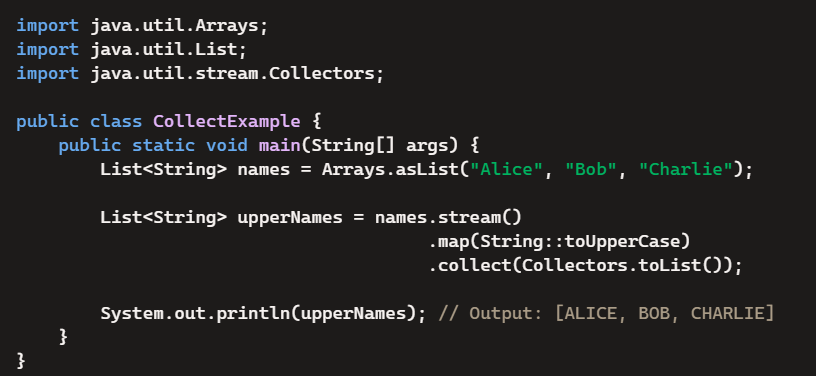 import java.util.Arrays;
import java.util.List;
import java.util.stream.Collectors;

public class CollectExample {
    public static void main(String[] args) {
        List<String> names = Arrays.asList("Alice", "Bob", "Charlie");

        List<String> upperNames = names.stream()
                                       .map(String::toUpperCase)
                                       .collect(Collectors.toList());

        System.out.println(upperNames); // Output: [ALICE, BOB, CHARLIE]
    }
}